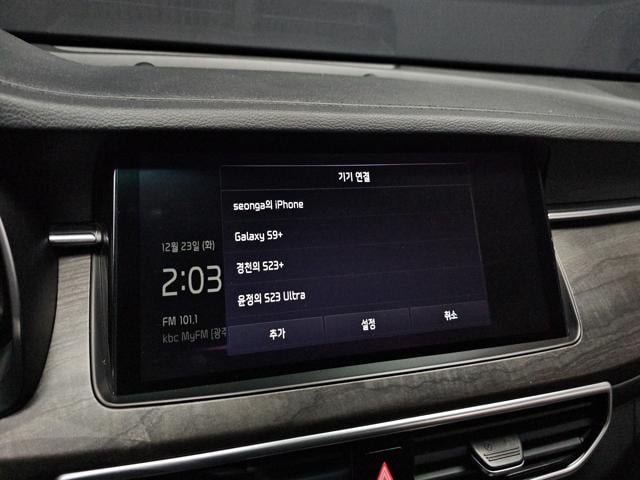 기기 연결
seonga의 iPhone
Galaxy S9+
경천의 S23+
윤정의 S23 Ultra
추가
설정
취소
12월 23일 (화)
2:03
FM 101.1
kbc MyFM [광주